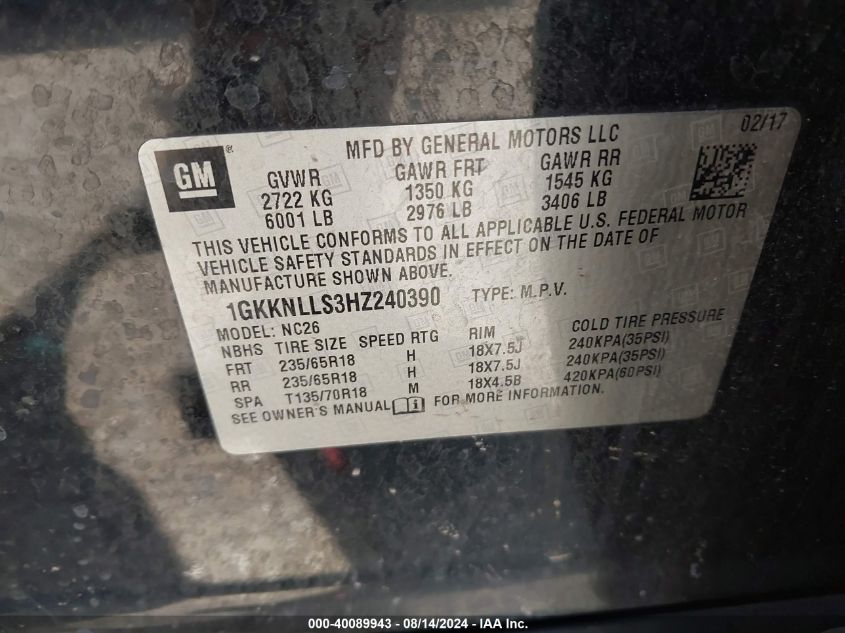 MFD BY GENERAL MOTORS LLC 02/17
GM®
GVWR GAWR FRT GAWR RR
2722 KG 1350 KG 1545 KG
6001 LB 2976 LB 3406 LB
THIS VEHICLE CONFORMS TO ALL APPLICABLE U.S. FEDERAL MOTOR
VEHICLE SAFETY STANDARDS IN EFFECT ON THE DATE OF
MANUFACTURE SHOWN ABOVE.
1GKKNLLS3HZ240390 TYPE: M.P.V.
MODEL: NC26
NBHS TIRE SIZE SPEED RTG RIM COLD TIRE PRESSURE
FRT 235/65R18 H 18X7.5J 240KPA(35PSI)
RR 235/65R18 H 18X7.5J 240KPA(35PSI)
SPA T135/70R18 M 18X4.5B 420KPA(60PSI)
SEE OWNER'S MANUAL FOR MORE INFORMATION.
000-40089943 - 08/14/2024 - IAA Inc.